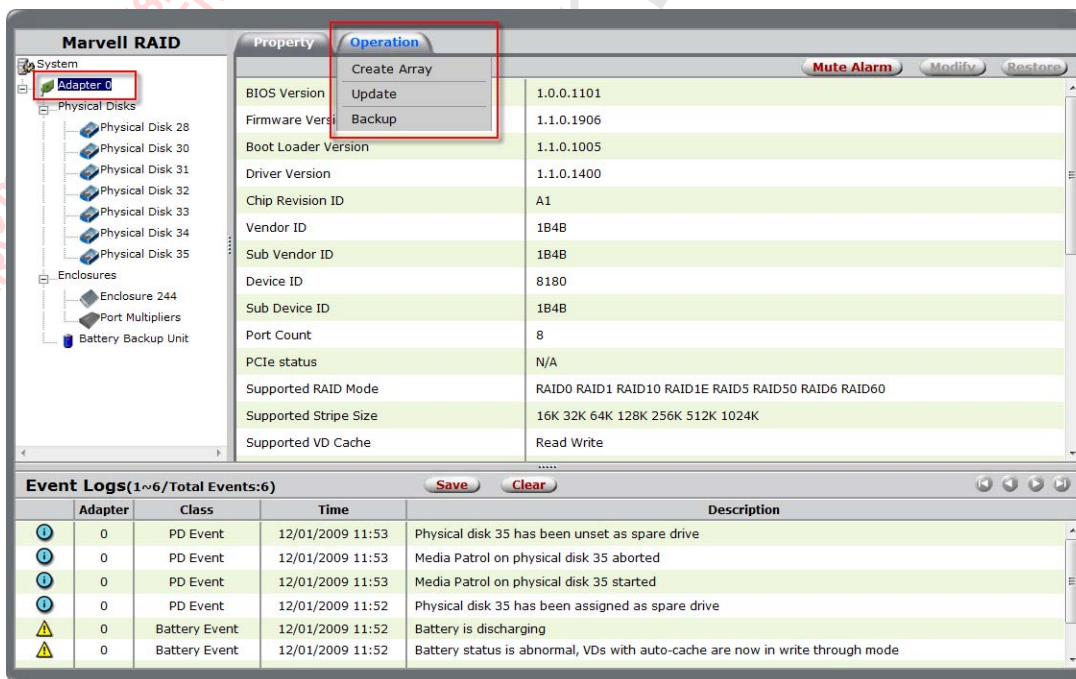 Marvell RAID
System
Adapter 0
Physical Disks
Physical Disk 28
Physical Disk 30
Physical Disk 31
Physical Disk 32
Physical Disk 33
Physical Disk 34
Physical Disk 35
Enclosures
Enclosure 244
Port Multipliers
Battery Backup Unit
Property Operation
Create Array
Update
Backup
Mute Alarm Modify Restore
BIOS Version 1.0.0.1101
Firmware Versi 1.1.0.1906
Boot Loader Version 1.1.0.1005
Driver Version 1.1.0.1400
Chip Revision ID A1
Vendor ID 1B4B
Sub Vendor ID 1B4B
Device ID 8180
Sub Device ID 1B4B
Port Count 8
PCIe status N/A
Supported RAID Mode RAID0 RAID1 RAID10 RAID1E RAID5 RAID50 RAID6 RAID60
Supported Stripe Size 16K 32K 64K 128K 256K 512K 1024K
Supported VD Cache Read Write
Event Logs(1~6/Total Events:6) Save Clear
Adapter Class Time Description
0 PD Event 12/01/2009 11:53 Physical disk 35 has been unset as spare drive
0 PD Event 12/01/2009 11:53 Media Patrol on physical disk 35 aborted
0 PD Event 12/01/2009 11:53 Media Patrol on physical disk 35 started
0 PD Event 12/01/2009 11:52 Physical disk 35 has been assigned as spare drive
0 Battery Event 12/01/2009 11:52 Battery is discharging
0 Battery Event 12/01/2009 11:52 Battery status is abnormal, VDs with auto-cache are now in write through mode